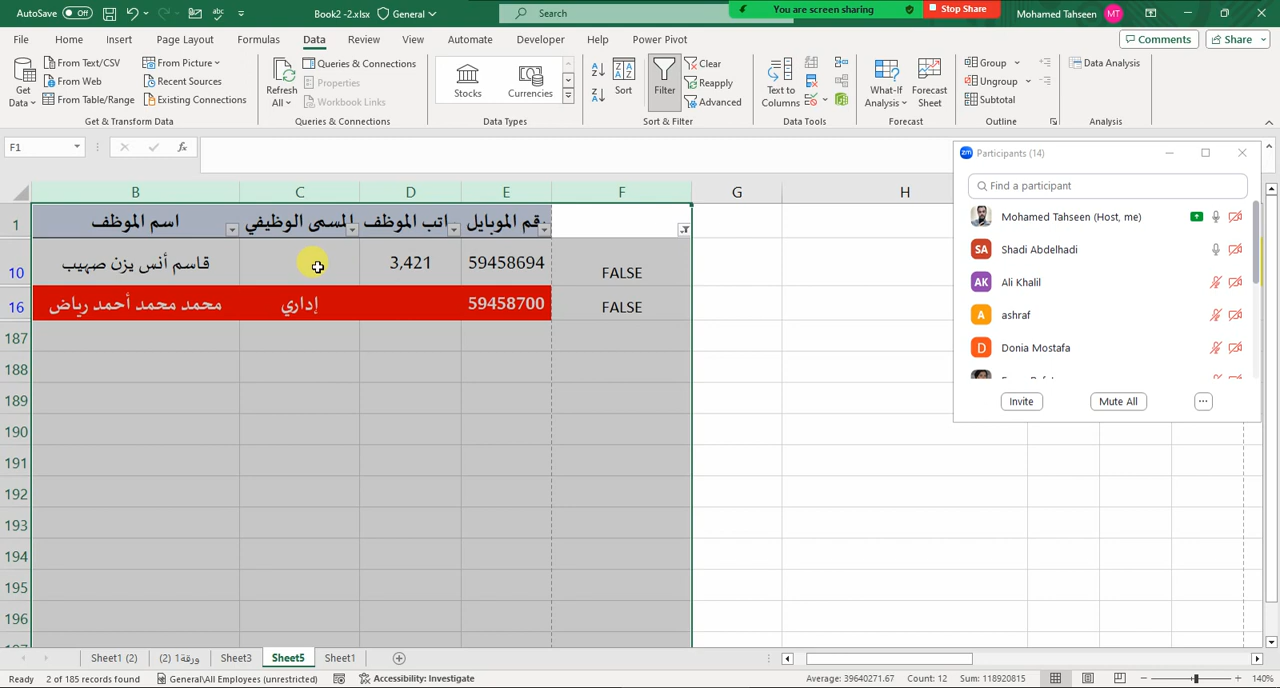 AutoSave Off Book2 -2.xlsx General Search You are screen sharing Stop Share Mohamed Tahseen MT
File Home Insert Page Layout Formulas Data Review View Automate Developer Help Power Pivot Comments Share
Get Data
From Text/CSV
From Web
From Table/Range
From Picture
Recent Sources
Existing Connections
Get & Transform Data
Refresh All
Queries & Connections
Properties
Workbook Links
Queries & Connections
Stocks
Currencies
Data Types
Sort
Filter
Clear
Reapply
Advanced
Sort & Filter
Text to Columns
Data Tools
What-If Analysis
Forecast Sheet
Forecast
Group
Ungroup
Subtotal
Outline
Data Analysis
Analysis
F1
fx
B C D E F G H
1 اسم الموظف المسمى الوظيفي اتب الموظف قم الموبايل
10 قاسم أنس يزن صهيب 3,421 59458694 FALSE
16 محمد محمد أحمد رياض إداري 59458700 FALSE
187
188
189
190
191
192
193
194
195
196
zm Participants (14)
Find a participant
Mohamed Tahseen (Host, me)
SA Shadi Abdelhadi
AK Ali Khalil
A ashraf
D Donia Mostafa
Invite Mute All ...
Sheet1 (2) ورقة1 (2) Sheet3 Sheet5 Sheet1
Ready 2 of 185 records found General\All Employees (unrestricted) Accessibility: Investigate Average: 39640271.67 Count: 12 Sum: 118920815 140%